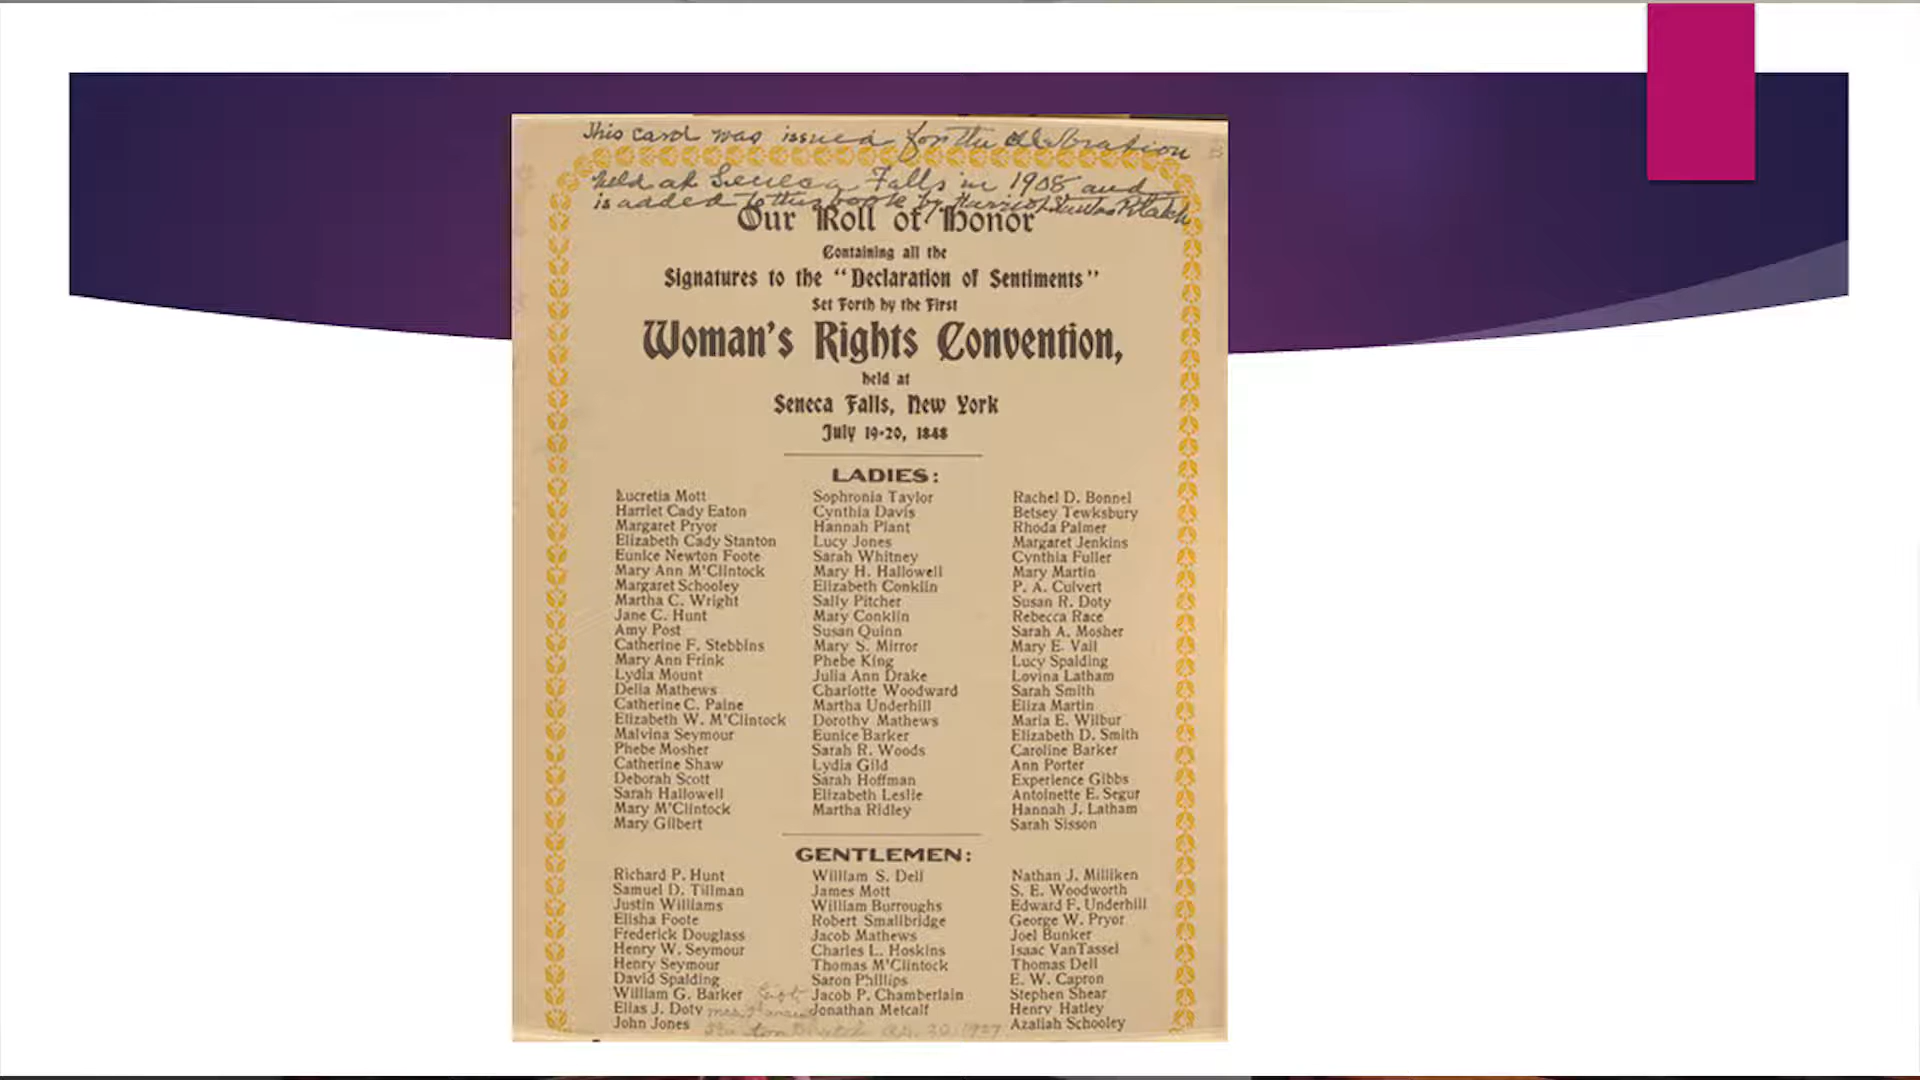 This card was issued for the celebration
held at Seneca Falls in 1908 and
is added to this book by Harriot Stanton Blatch
Our Roll of Honor
Containing all the
Signatures to the “Declaration of Sentiments”
Set Forth by the First
Woman's Rights Convention,
held at
Seneca Falls, New York
July 19-20, 1848
LADIES:
Lucretia Mott
Harriet Cady Eaton
Margaret Pryor
Elizabeth Cady Stanton
Eunice Newton Foote
Mary Ann M'Clintock
Margaret Schooley
Martha C. Wright
Jane C. Hunt
Amy Post
Catherine F. Stebbins
Mary Ann Frink
Lydia Mount
Delia Mathews
Catherine C. Paine
Elizabeth W. M'Clintock
Malvina Seymour
Phebe Mosher
Catherine Shaw
Deborah Scott
Sarah Hallowell
Mary M'Clintock
Mary Gilbert
Sophronia Taylor
Cynthia Davis
Hannah Plant
Lucy Jones
Sarah Whitney
Mary H. Hallowell
Elizabeth Conklin
Sally Pitcher
Mary Conklin
Susan Quinn
Mary S. Mirror
Phebe King
Julia Ann Drake
Charlotte Woodward
Martha Underhill
Dorothy Mathews
Eunice Barker
Sarah R. Woods
Lydia Gild
Sarah Hoffman
Elizabeth Leslie
Martha Ridley
Rachel D. Bonnel
Betsey Tewksbury
Rhoda Palmer
Margaret Jenkins
Cynthia Fuller
Mary Martin
P. A. Culvert
Susan R. Doty
Rebecca Race
Sarah A. Mosher
Mary E. Vail
Lucy Spalding
Lovina Latham
Sarah Smith
Eliza Martin
Maria E. Wilbur
Elizabeth D. Smith
Caroline Barker
Ann Porter
Experience Gibbs
Antoinette E. Segur
Hannah J. Latham
Sarah Sisson
GENTLEMEN:
Richard P. Hunt
Samuel D. Tillman
Justin Williams
Elisha Foote
Frederick Douglass
Henry W. Seymour
Henry Seymour
David Spalding
William G. Barker
Elias J. Doty
John Jones
William S. Dell
James Mott
William Burroughs
Robert Smallbridge
Jacob Mathews
Charles L. Hoskins
Thomas M'Clintock
Saron Phillips
Jacob P. Chamberlain
Jonathan Metcalf
Nathan J. Milliken
S. E. Woodworth
Edward F. Underhill
George W. Pryor
Joel Bunker
Isaac VanTassel
Thomas Dell
E. W. Capron
Stephen Shear
Henry Hatley
Azaliah Schooley